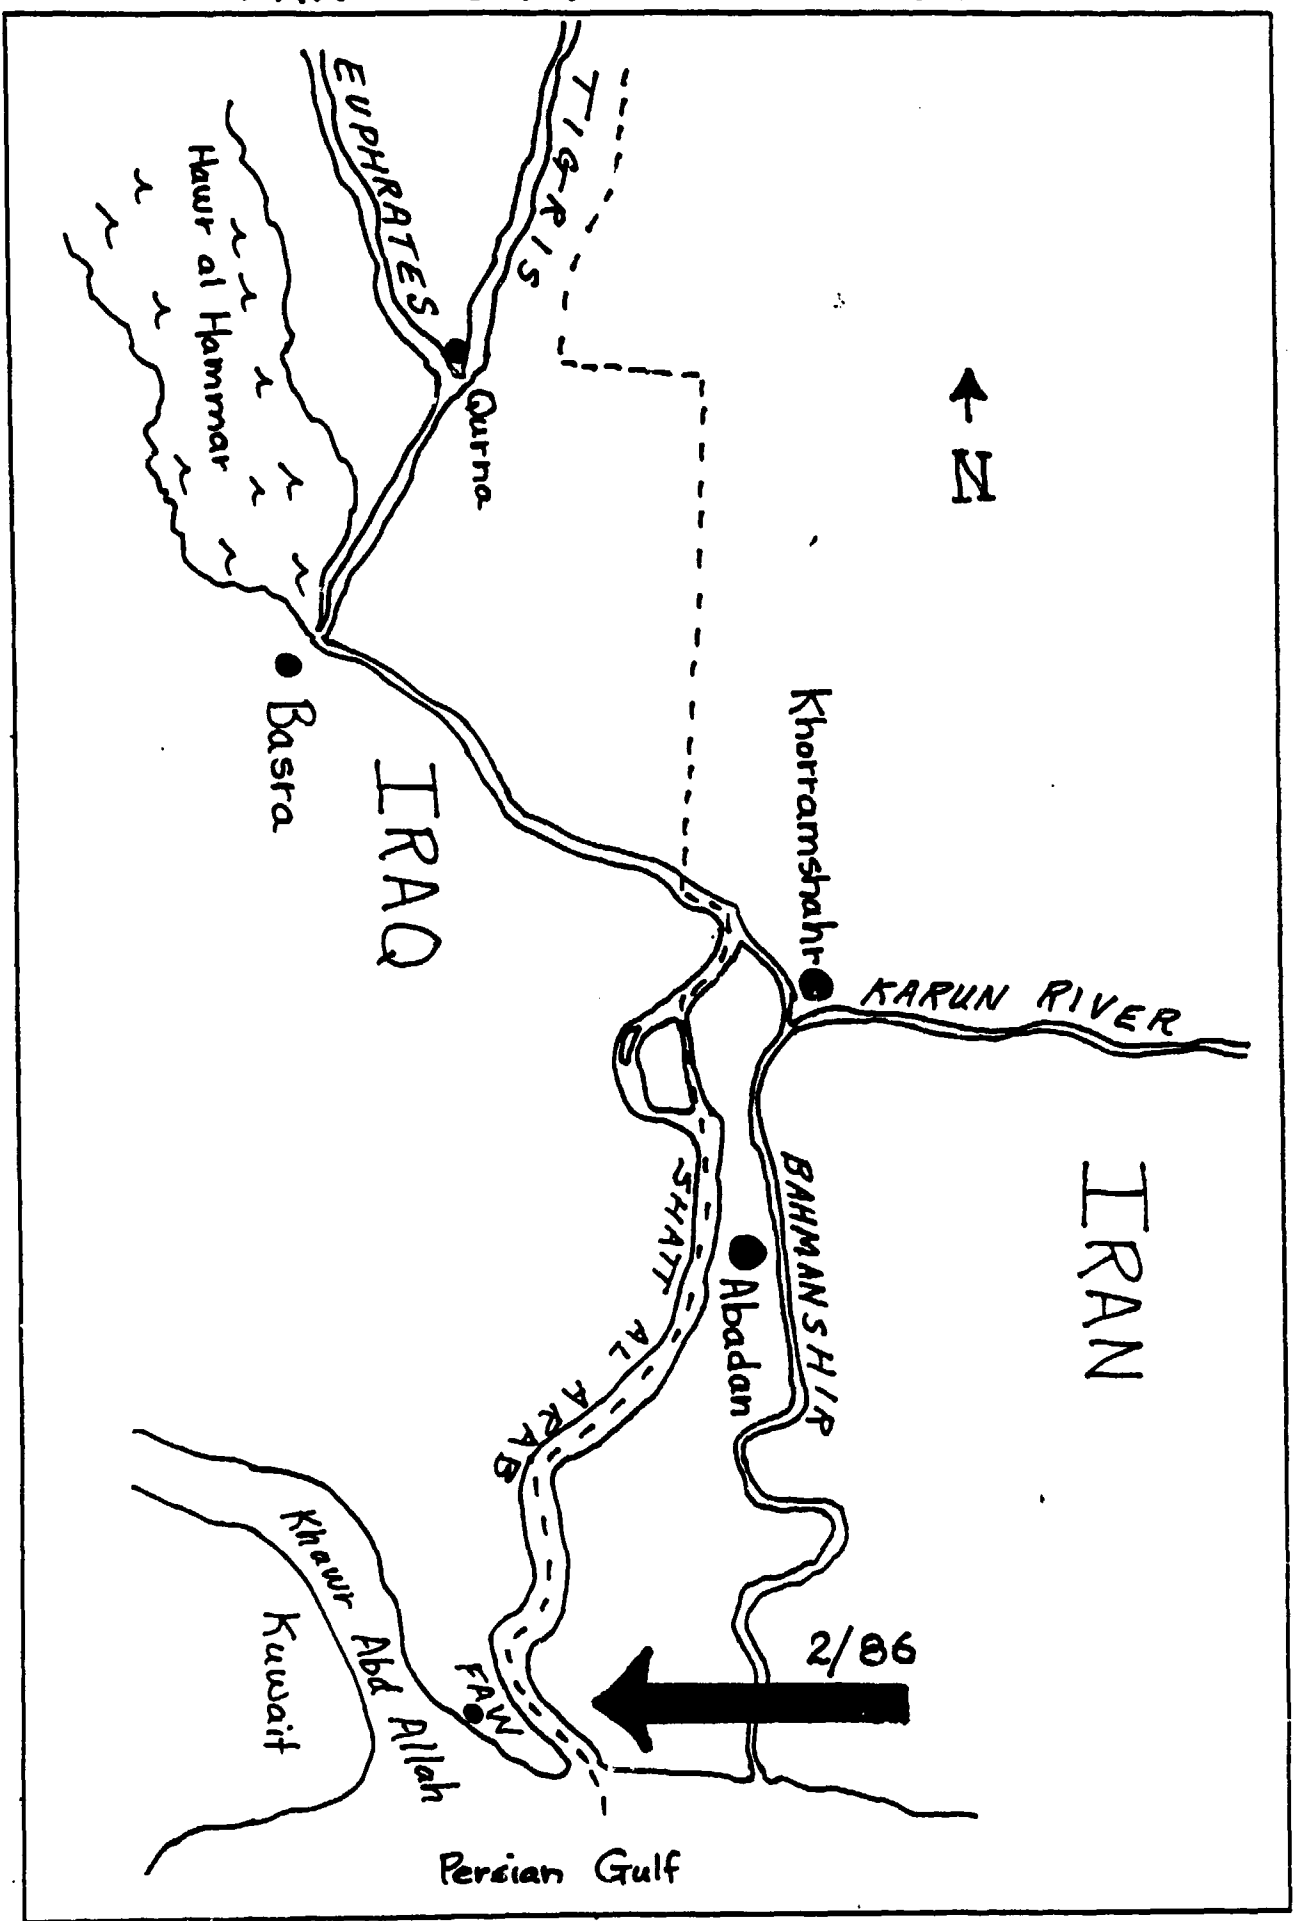 TIGRIS
EUPHRATES
Hawr al Hammar
Qurna
N
Khorramshahr
KARUN RIVER
Basra
IRAQ
IRAN
BAHMANSHIR
Abadan
SHATT AL ARAB
2/86
FAW
Khawr Abd Allah
Kuwait
Persian Gulf